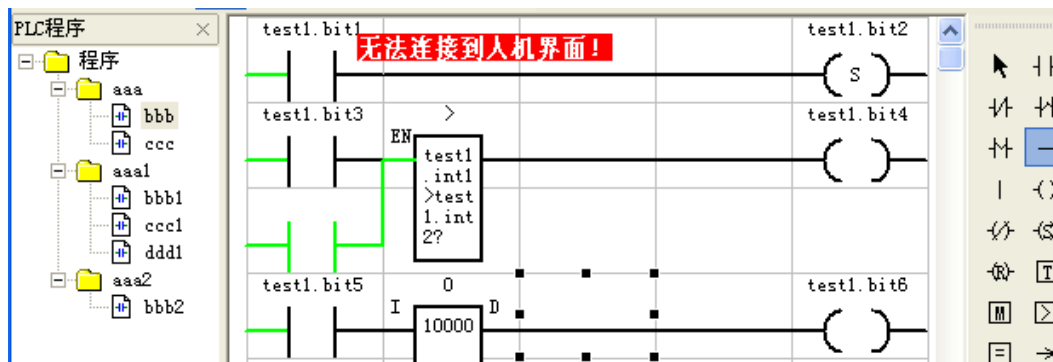 PLC程序
程序
aaa
bbb
ccc
aaa1
bbb1
ccc1
ddd1
aaa2
bbb2
test1.bit1
无法连接到人机界面！
test1.bit2
S
test1.bit3
>
test1.bit4
EN
test1
.int1
>test
1.int
2?
test1.bit5
0
test1.bit6
I
D
10000
(S
(R)
T
M
>
=